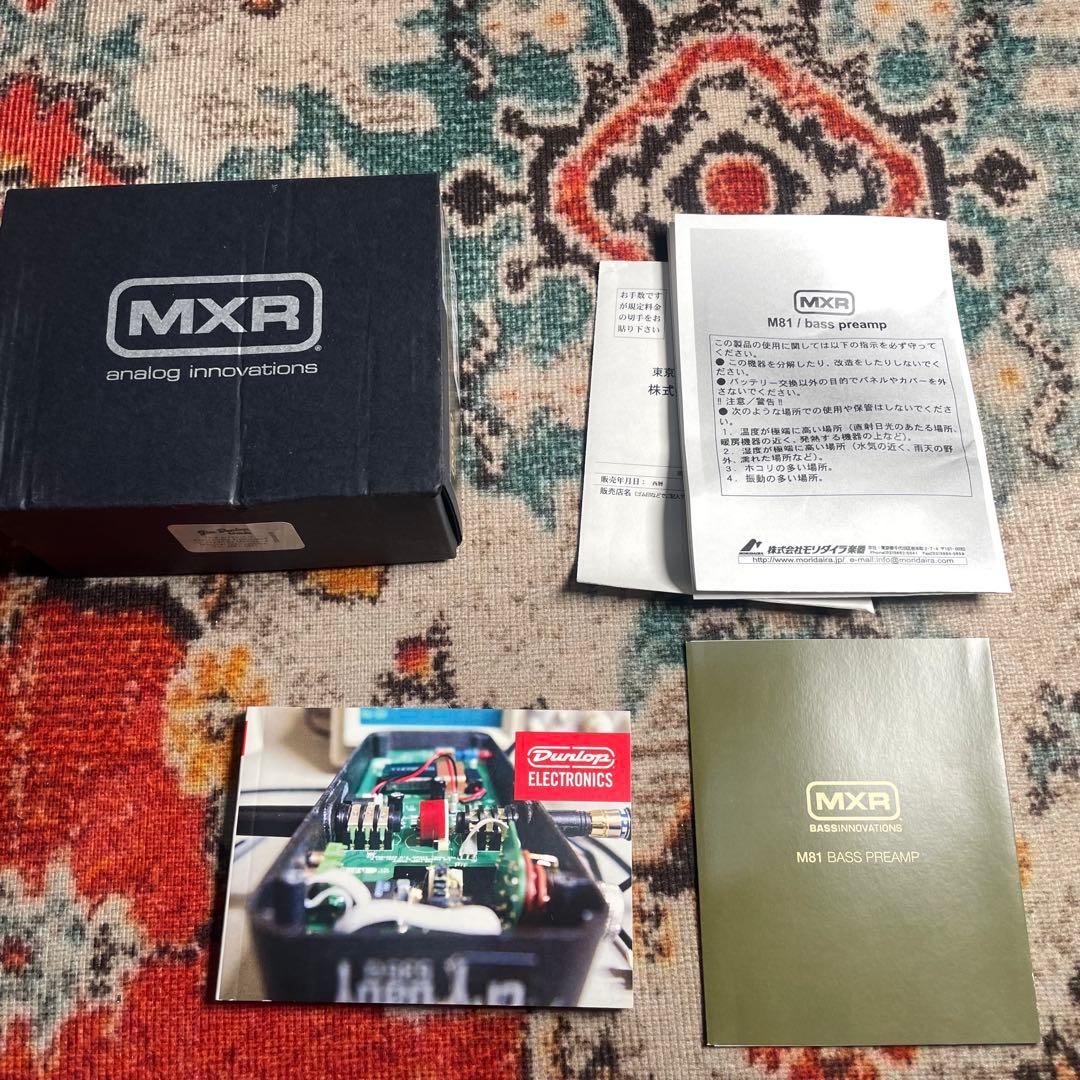 MXR
analog innovations
お手数です
が規定料金
の切手をお
貼り下さい
東京
株式
販売年月日： 西暦
販売店名
MXR
M81 / bass preamp
この製品の使用に関しては以下の指示を必ず守って
ください。
● この機器を分解したり、改造をしたりしないでく
ださい。
● バッテリー交換以外の目的でパネルやカバーを外
さないでください。
!! 注意／警告 !!
● 次のような場所での使用や保管はしないでくださ
い。
１．温度が極端に高い場所（直射日光のあたる場所、
暖房機器の近く、発熱する機器の上など）。
２．湿度が極端に高い場所（水気の近く、雨天の野
外、濡れた場所など）。
３．ホコリの多い場所。
４．振動の多い場所。
MORIDAIRA
株式会社モリダイラ楽器
http://www.moridaira.jp/ e-mail:info@moridaira.com
Dunlop
ELECTRONICS
MXR
BASSINNOVATIONS
M81 BASS PREAMP